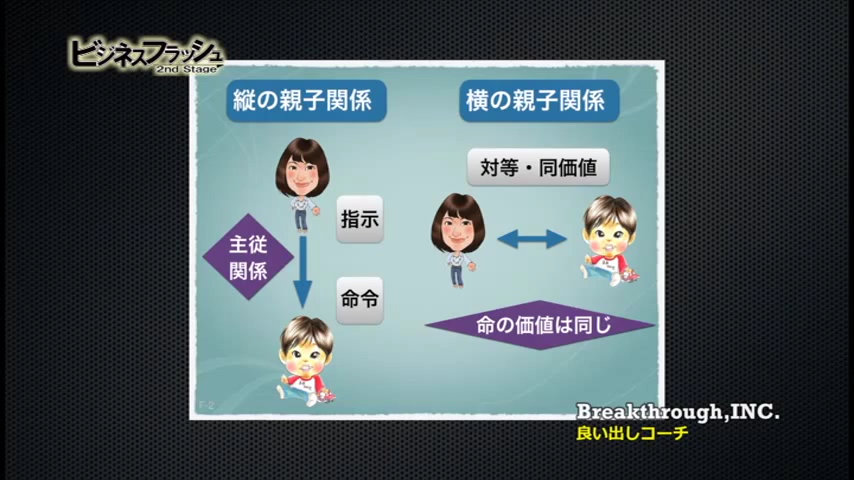 ビジネスフラッシュ
2nd Stage
縦の親子関係
横の親子関係
対等・同価値
指示
主従
関係
命令
命の価値は同じ
F-2
Breakthrough,INC.
良い出しコーチ